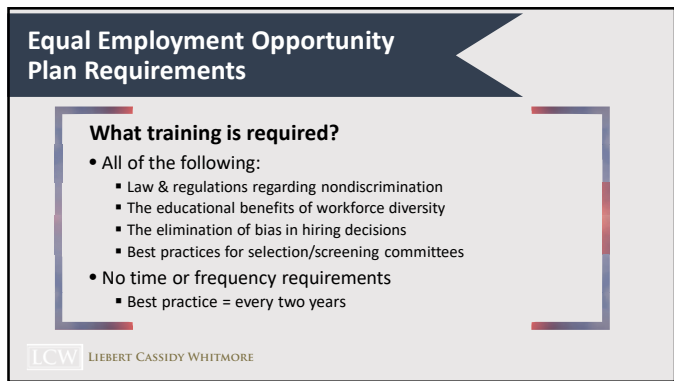 Equal Employment Opportunity
Plan Requirements
What training is required?
• All of the following:
▪ Law & regulations regarding nondiscrimination
▪ The educational benefits of workforce diversity
▪ The elimination of bias in hiring decisions
▪ Best practices for selection/screening committees
• No time or frequency requirements
▪ Best practice = every two years
LCW LIEBERT CASSIDY WHITMORE